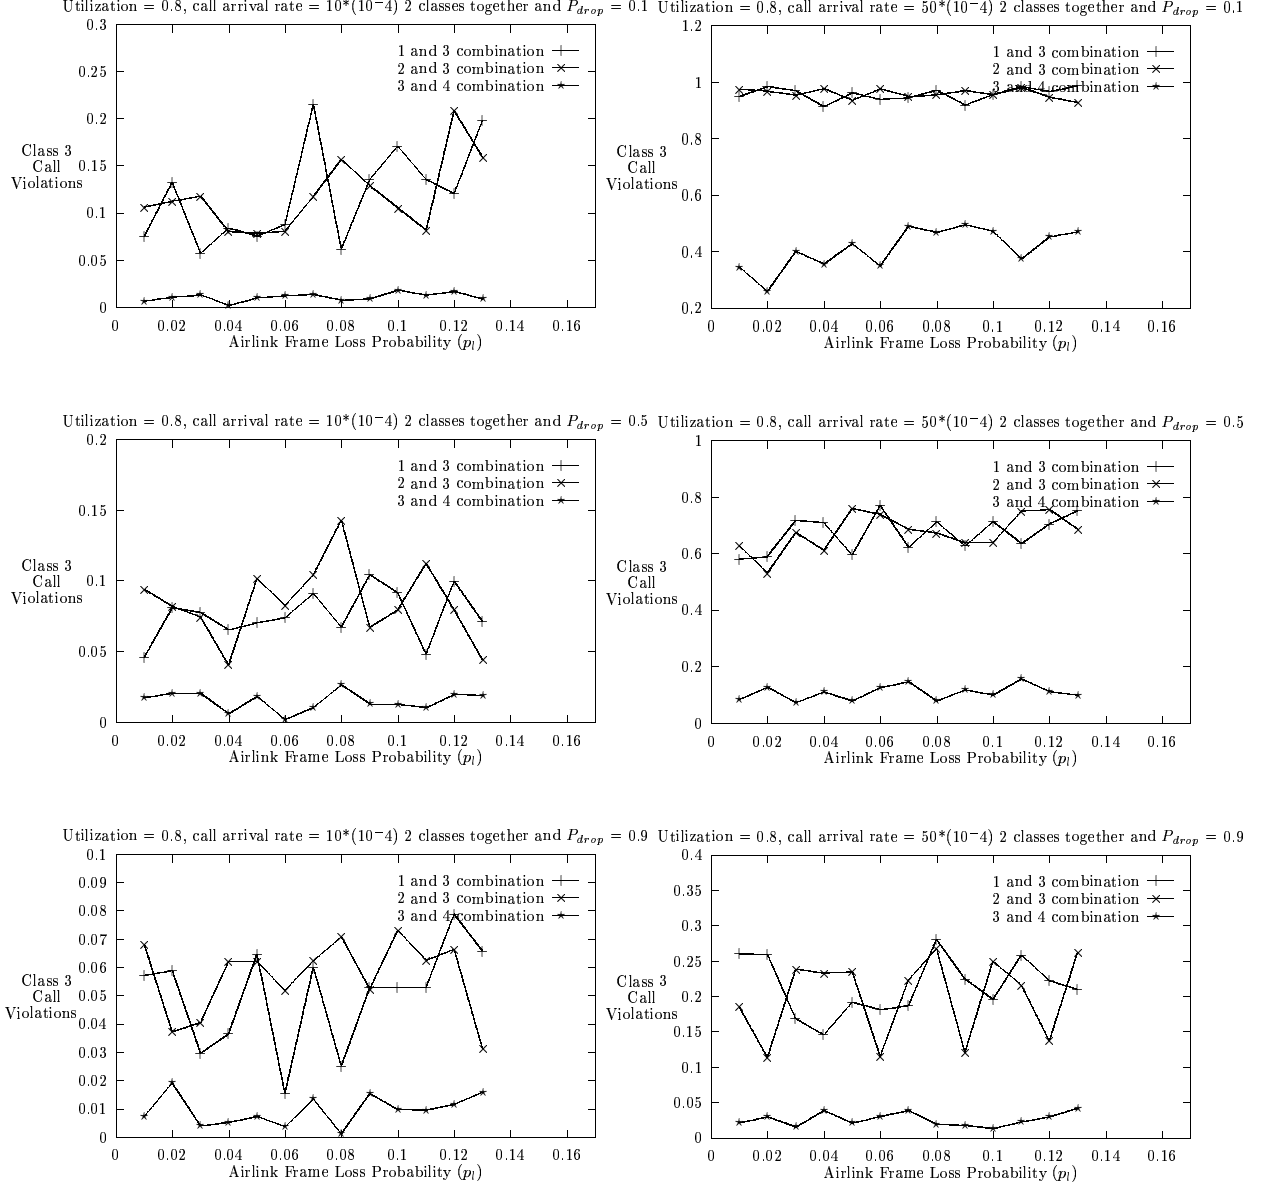 Utilization = 0.8, call arrival rate = 10*(10^-4) 2 classes together and P_drop = 0.1
0.3
0.25
0.2
0.15
0.1
0.05
0
Class 3
Call
Violations
1 and 3 combination
2 and 3 combination
3 and 4 combination
0 0.02 0.04 0.06 0.08 0.1 0.12 0.14 0.16
Airlink Frame Loss Probability (p_l)
Utilization = 0.8, call arrival rate = 50*(10^-4) 2 classes together and P_drop = 0.1
1.2
1
0.8
0.6
0.4
0.2
Class 3
Call
Violations
1 and 3 combination
2 and 3 combination
3 and 4 combination
0 0.02 0.04 0.06 0.08 0.1 0.12 0.14 0.16
Airlink Frame Loss Probability (p_l)
Utilization = 0.8, call arrival rate = 10*(10^-4) 2 classes together and P_drop = 0.5
0.2
0.15
0.1
0.05
0
Class 3
Call
Violations
1 and 3 combination
2 and 3 combination
3 and 4 combination
0 0.02 0.04 0.06 0.08 0.1 0.12 0.14 0.16
Airlink Frame Loss Probability (p_l)
Utilization = 0.8, call arrival rate = 50*(10^-4) 2 classes together and P_drop = 0.5
1
0.8
0.6
0.4
0.2
0
Class 3
Call
Violations
1 and 3 combination
2 and 3 combination
3 and 4 combination
0 0.02 0.04 0.06 0.08 0.1 0.12 0.14 0.16
Airlink Frame Loss Probability (p_l)
Utilization = 0.8, call arrival rate = 10*(10^-4) 2 classes together and P_drop = 0.9
0.1
0.09
0.08
0.07
0.06
0.05
0.04
0.03
0.02
0.01
0
Class 3
Call
Violations
1 and 3 combination
2 and 3 combination
3 and 4 combination
0 0.02 0.04 0.06 0.08 0.1 0.12 0.14 0.16
Airlink Frame Loss Probability (p_l)
Utilization = 0.8, call arrival rate = 50*(10^-4) 2 classes together and P_drop = 0.9
0.4
0.35
0.3
0.25
0.2
0.15
0.1
0.05
0
Class 3
Call
Violations
1 and 3 combination
2 and 3 combination
3 and 4 combination
0 0.02 0.04 0.06 0.08 0.1 0.12 0.14 0.16
Airlink Frame Loss Probability (p_l)